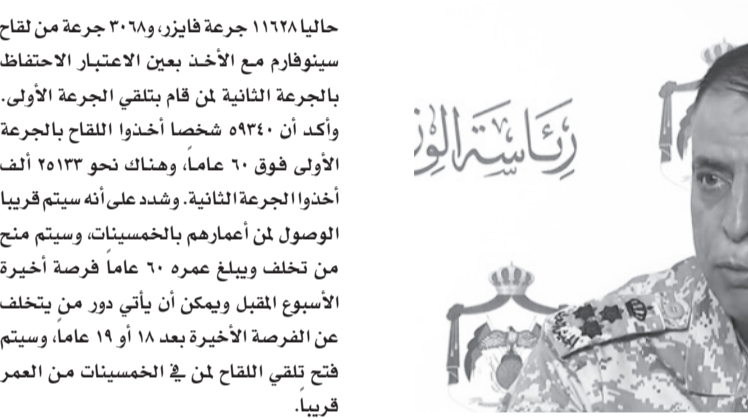 حاليا ١١٦٢٨ جرعة فايزر، و٣٠٦٨ جرعة من لقاح
سينوفارم مع الأخذ بعين الاعتبار الاحتفاظ
بالجرعة الثانية لمن قام بتلقي الجرعة الأولى.
وأكد أن ٥٩٣٤٠ شخصا أخذوا اللقاح بالجرعة
الأولى فوق ٦٠ عاماً، وهناك نحو ٢٥١٣٣ ألف
أخذوا الجرعة الثانية. وشدد على أنه سيتم قريبا
الوصول لمن أعمارهم بالخمسينات، وسيتم منح
من تخلف ويبلغ عمره ٦٠ عاماً فرصة أخيرة
الأسبوع المقبل ويمكن أن يأتي دور من يتخلف
عن الفرصة الأخيرة بعد ١٨ أو ١٩ عاما، وسيتم
فتح تلقي اللقاح لمن في الخمسينات من العمر
قريباً.
رئاسة الوز